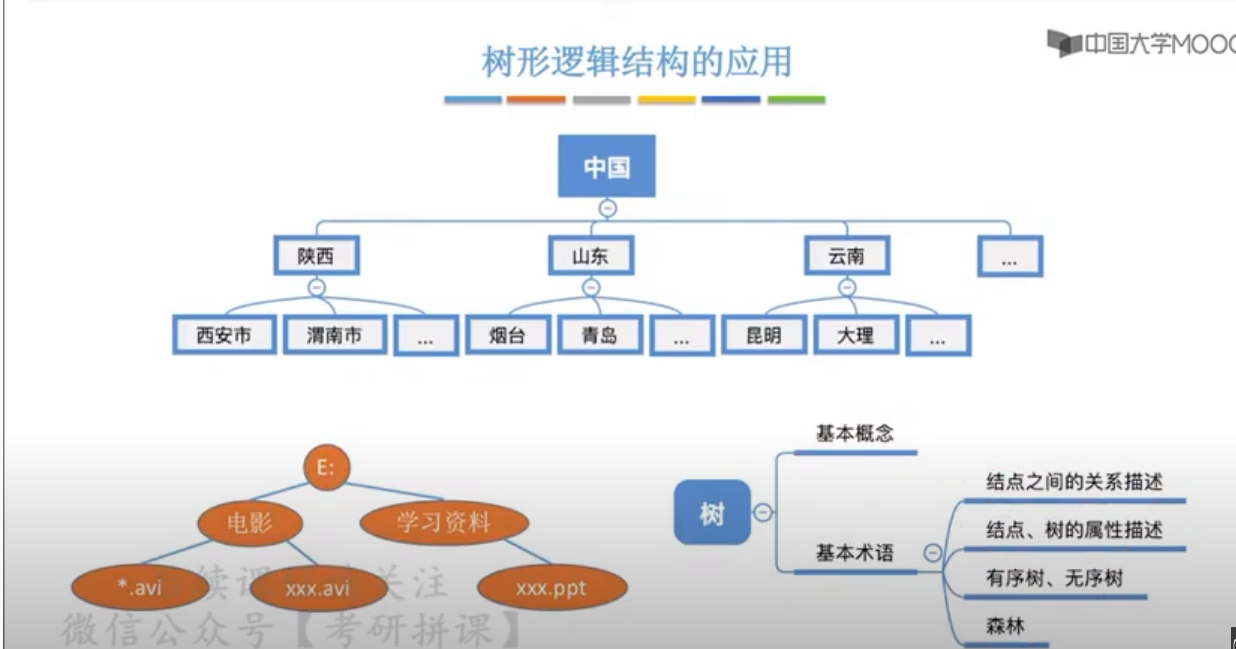 中国大学MOOC
树形逻辑结构的应用
中国
陕西
山东
云南
...
西安市
渭南市
...
烟台
青岛
...
昆明
大理
...
E:
电影
学习资料
*.avi
xxx.avi
xxx.ppt
树
基本概念
基本术语
结点之间的关系描述
结点、树的属性描述
有序树、无序树
森林
续课
关注
微信公众号【考研拼课】